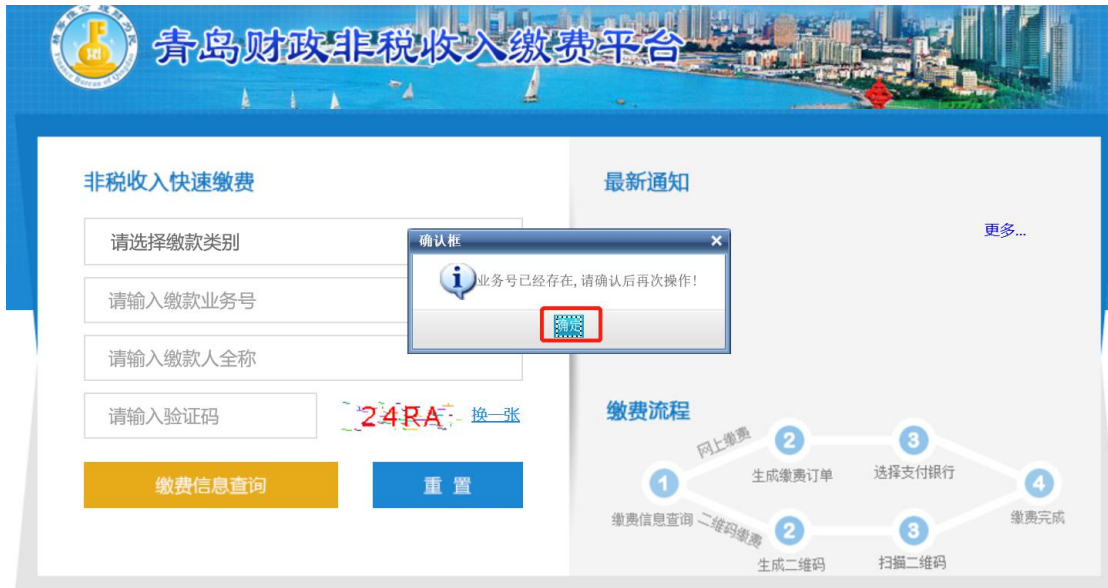 青岛财政非税收入缴费平台
非税收入快速缴费
请选择缴款类别
请输入缴款业务号
请输入缴款人全称
请输入验证码
24RA
换一张
缴费信息查询
重 置
确认框
业务号已经存在,请确认后再次操作!
确定
最新通知
更多...
缴费流程
网上缴费
2
生成缴费订单
3
选择支付银行
1
缴费信息查询
4
缴费完成
二维码缴费
2
生成二维码
3
扫描二维码